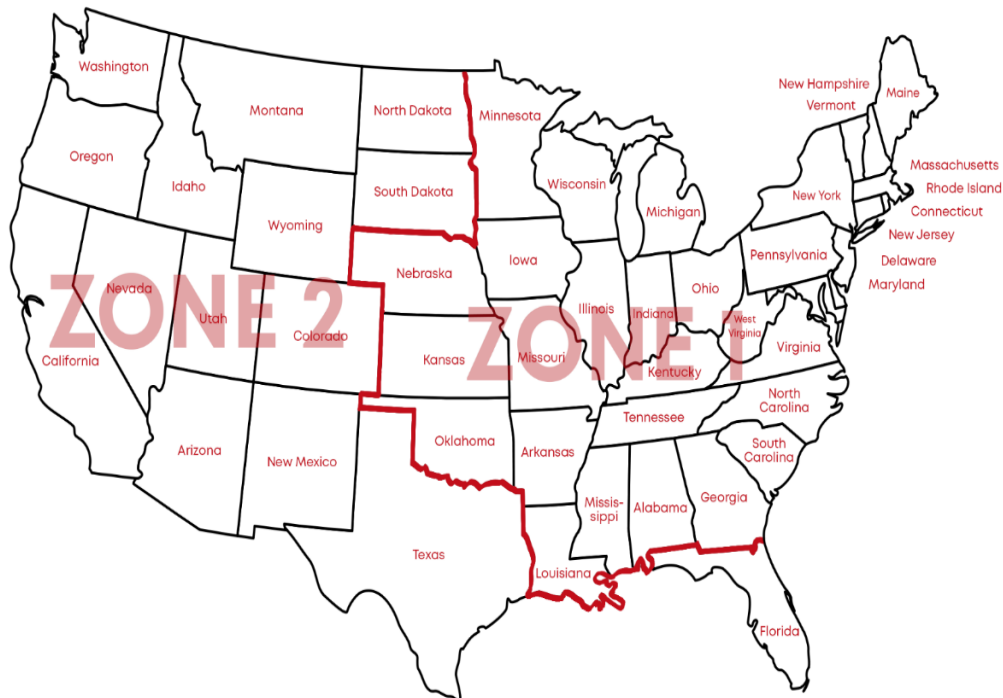 Washington
Montana
North Dakota
Minnesota
New Hampshire
Vermont
Maine
Oregon
Idaho
South Dakota
Wisconsin
Michigan
New York
Massachusetts
Rhode Island
Connecticut
New Jersey
Delaware
Maryland
Wyoming
Nebraska
Iowa
Pennsylvania
ZONE 2
Nevada
Utah
Colorado
California
ZONE 1
Illinois
Indiana
Ohio
West
Virginia
Virginia
Kansas
Missouri
Kentucky
Arizona
New Mexico
Oklahoma
Arkansas
Tennessee
North
Carolina
South
Carolina
Texas
Louisiana
Missis-
sippi
Alabama
Georgia
Florida